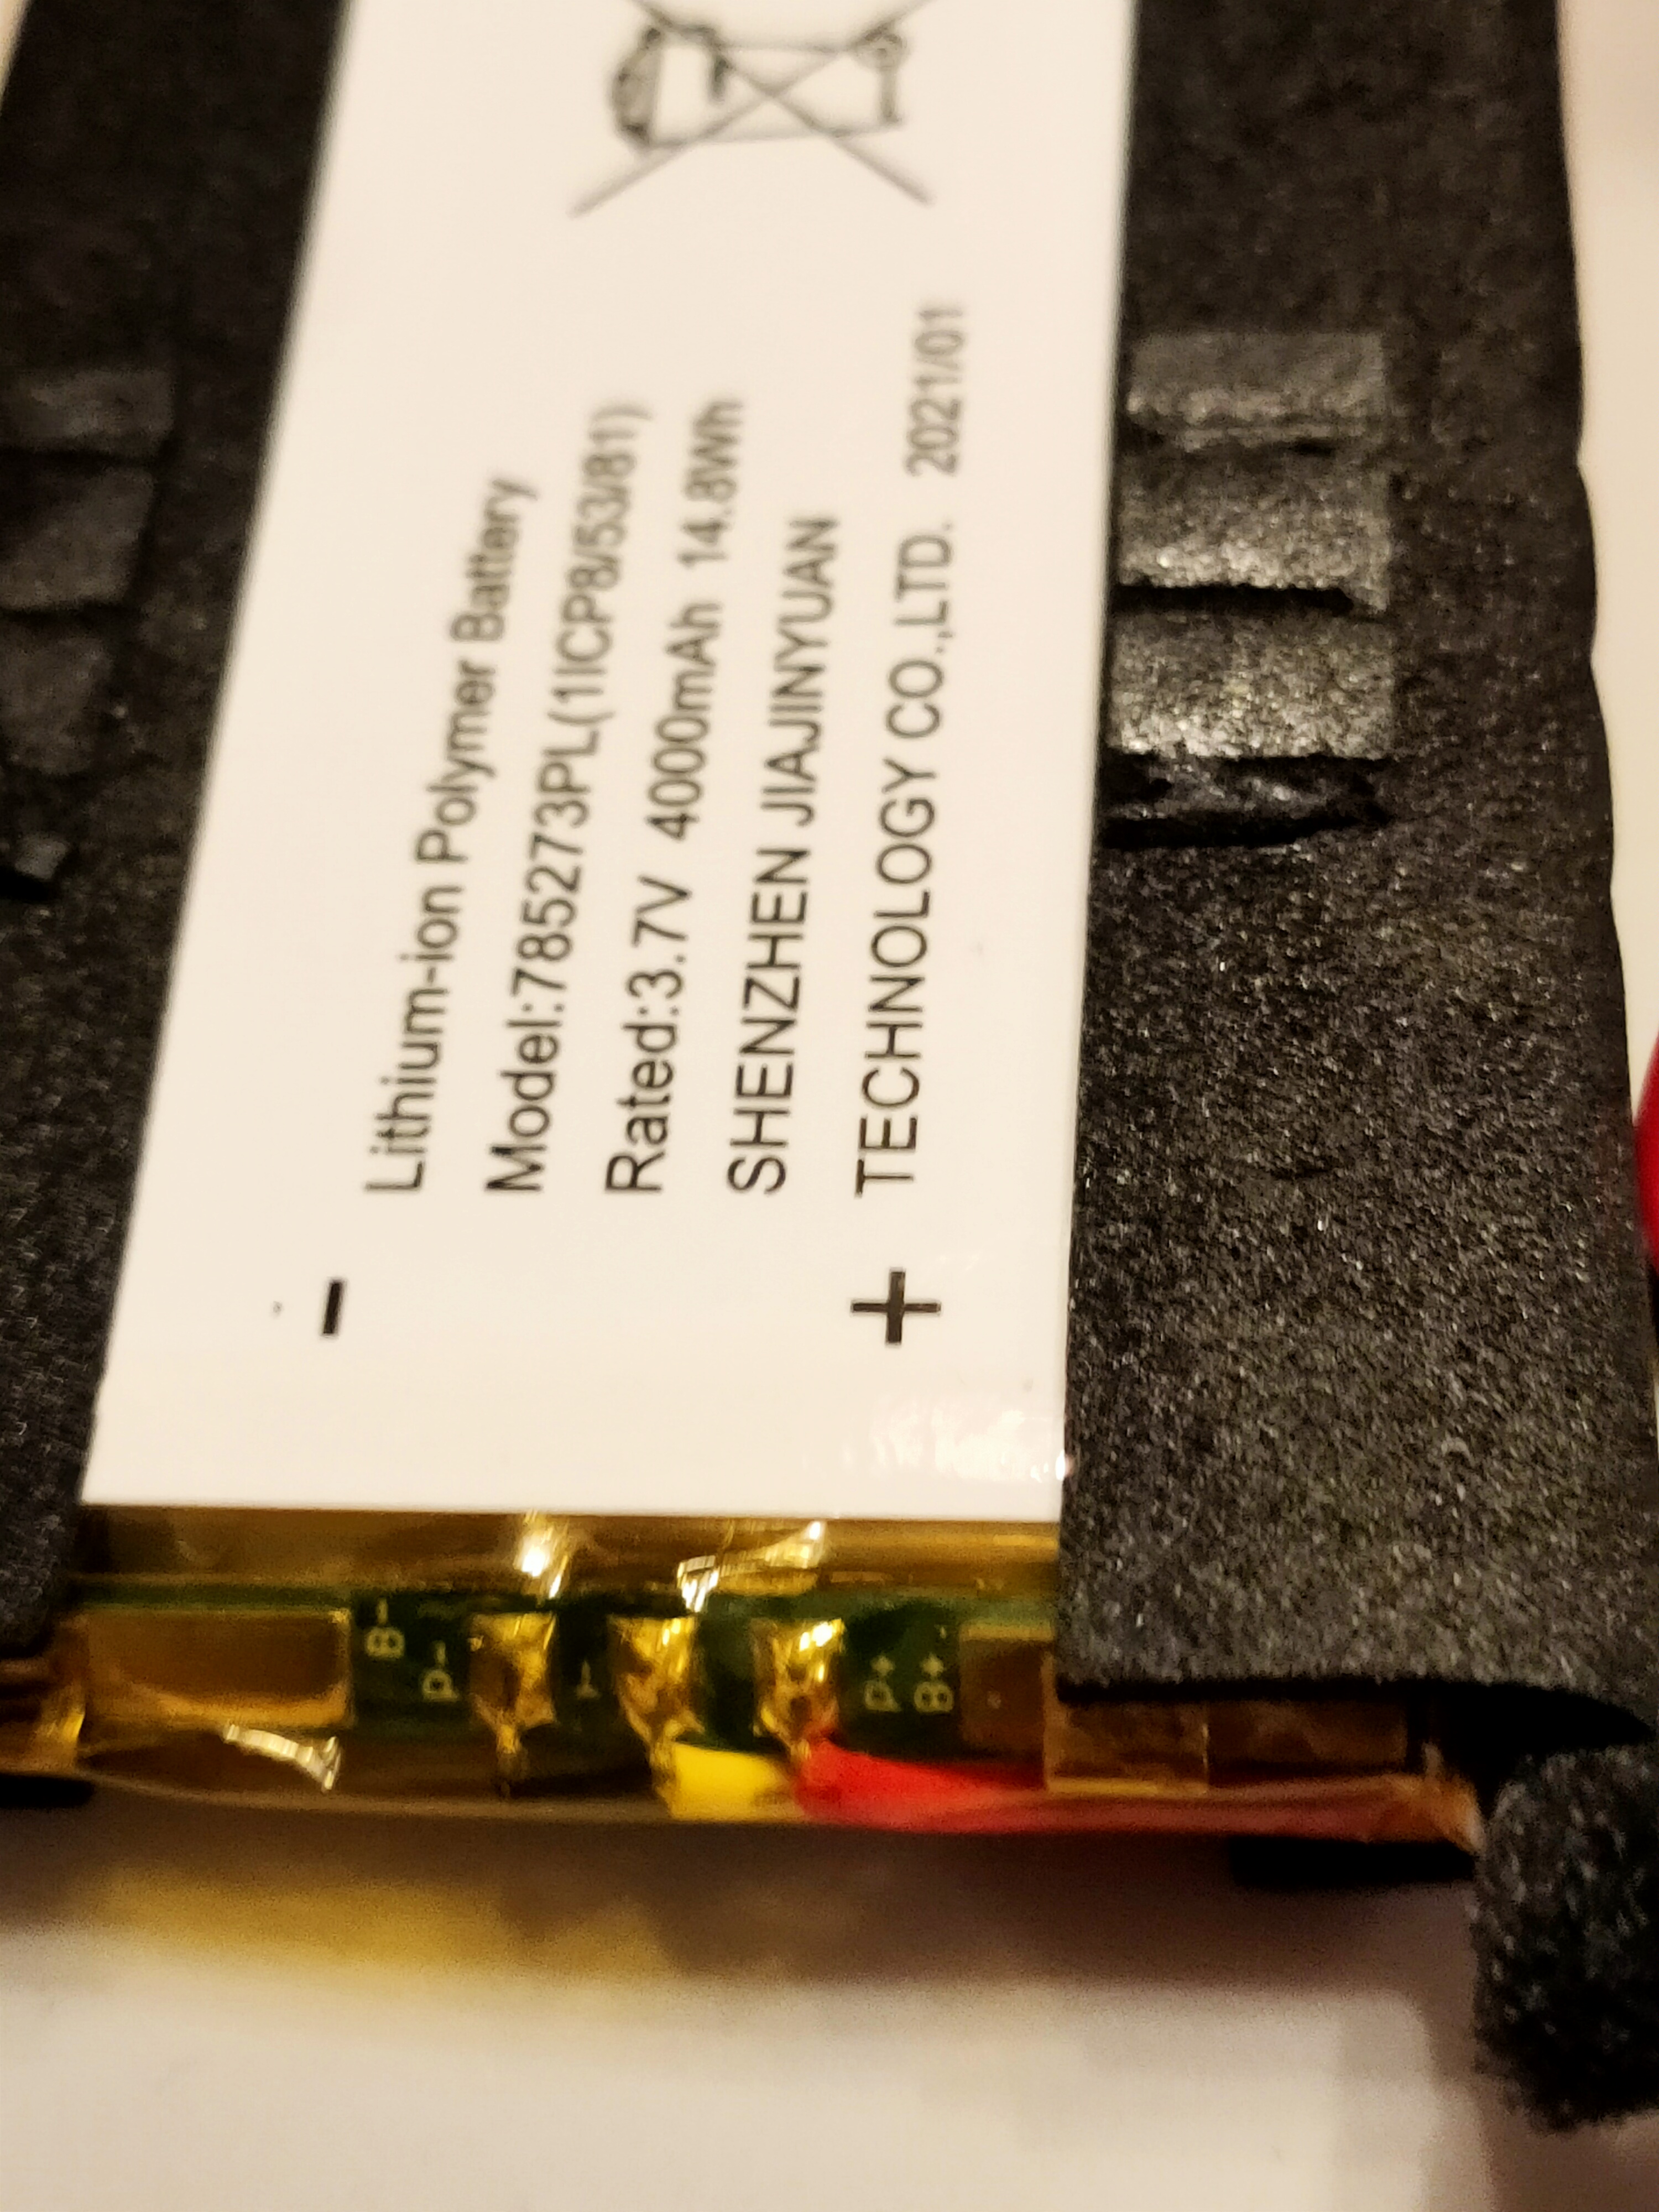 Lithium-ion Polymer Battery
Model:785273PL(1ICP8/53/81)
Rated:3.7V 4000mAh 14.8Wh
SHENZHEN JIAJINYUAN
TECHNOLOGY CO.,LTD. 2021/01
- +
B-
P-
T
P+
B+